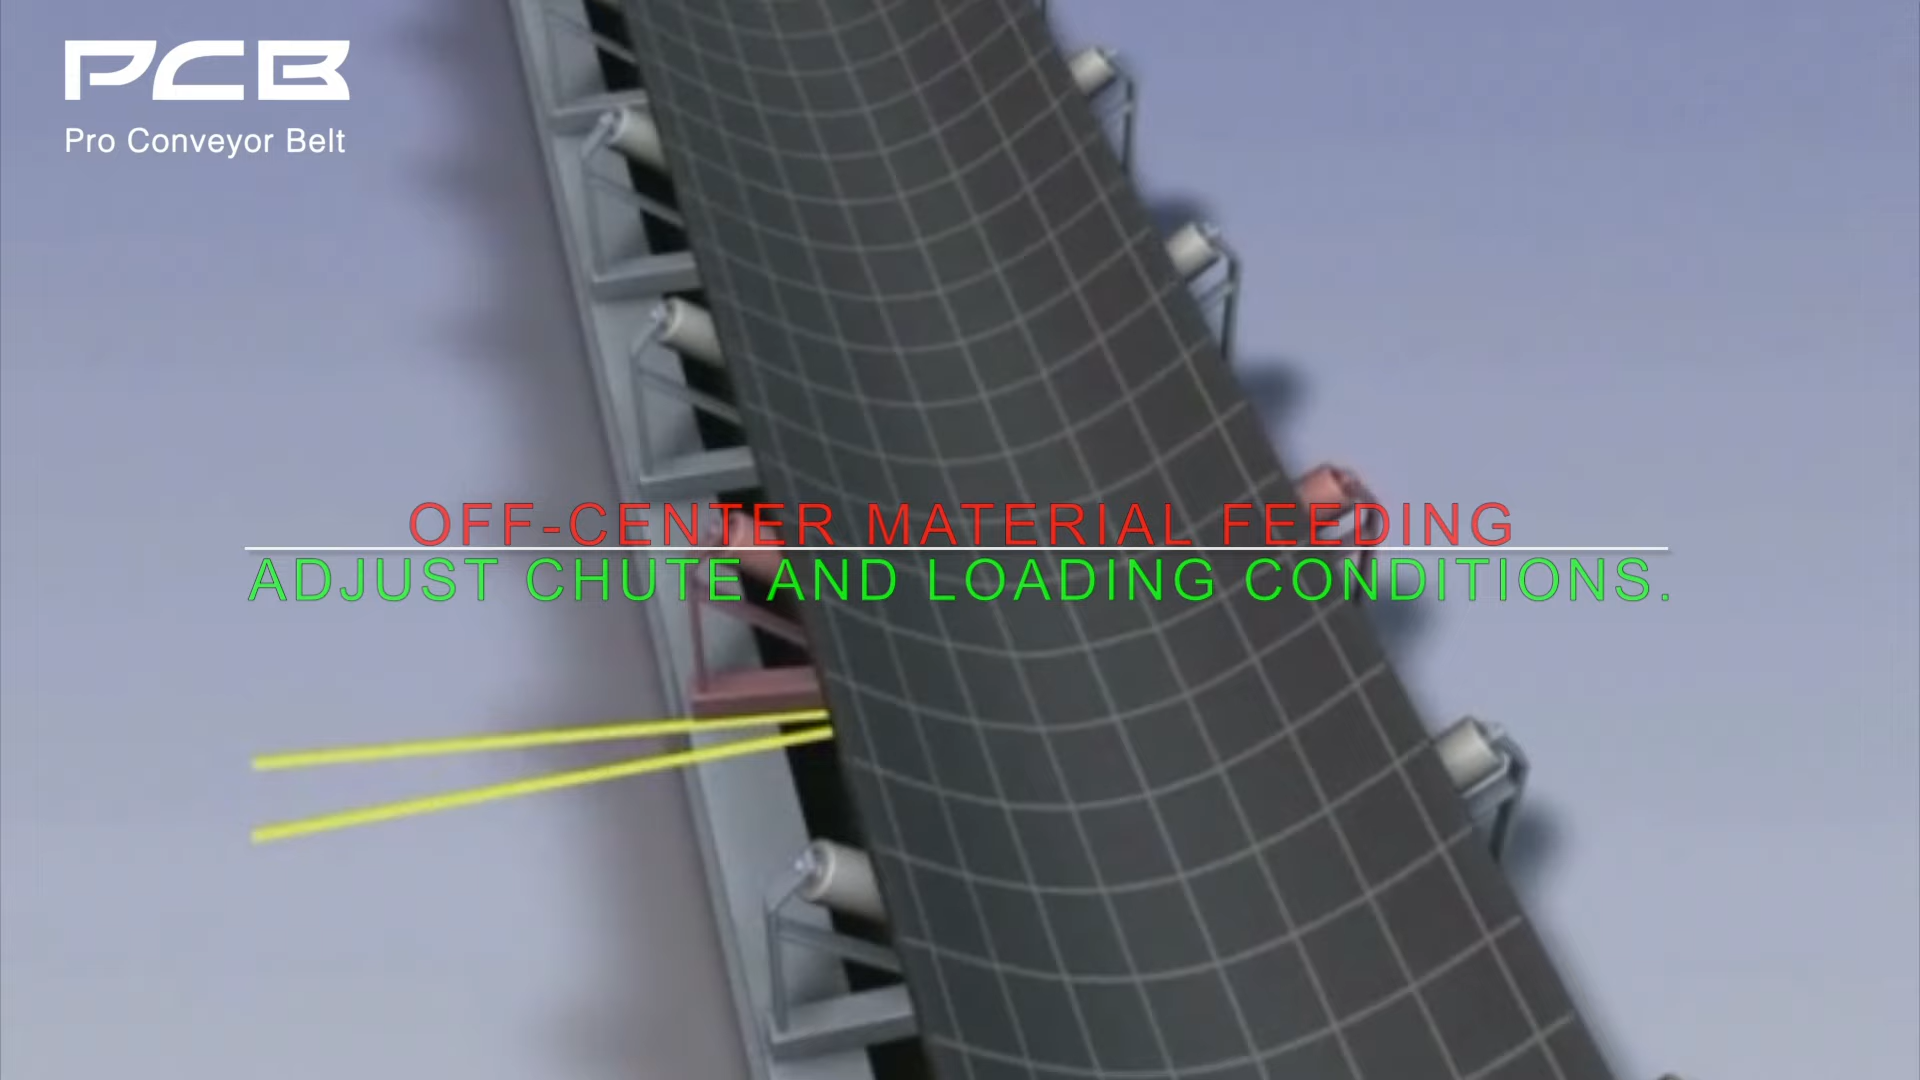 PCB
Pro Conveyor Belt
OFF-CENTER MATERIAL FEEDING
ADJUST CHUTE AND LOADING CONDITIONS.